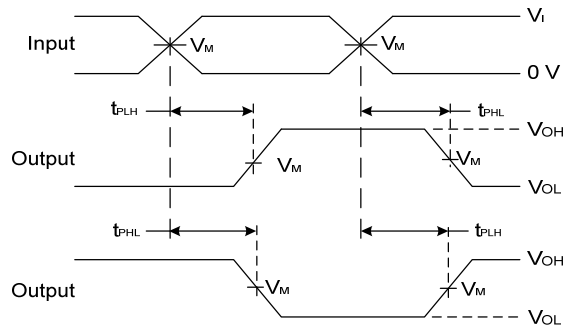 VI
Input VM VM
0 V
tPLH tPHL
VOH
Output VM VM
VOL
tPHL tPLH
VOH
Output VM VM
VOL